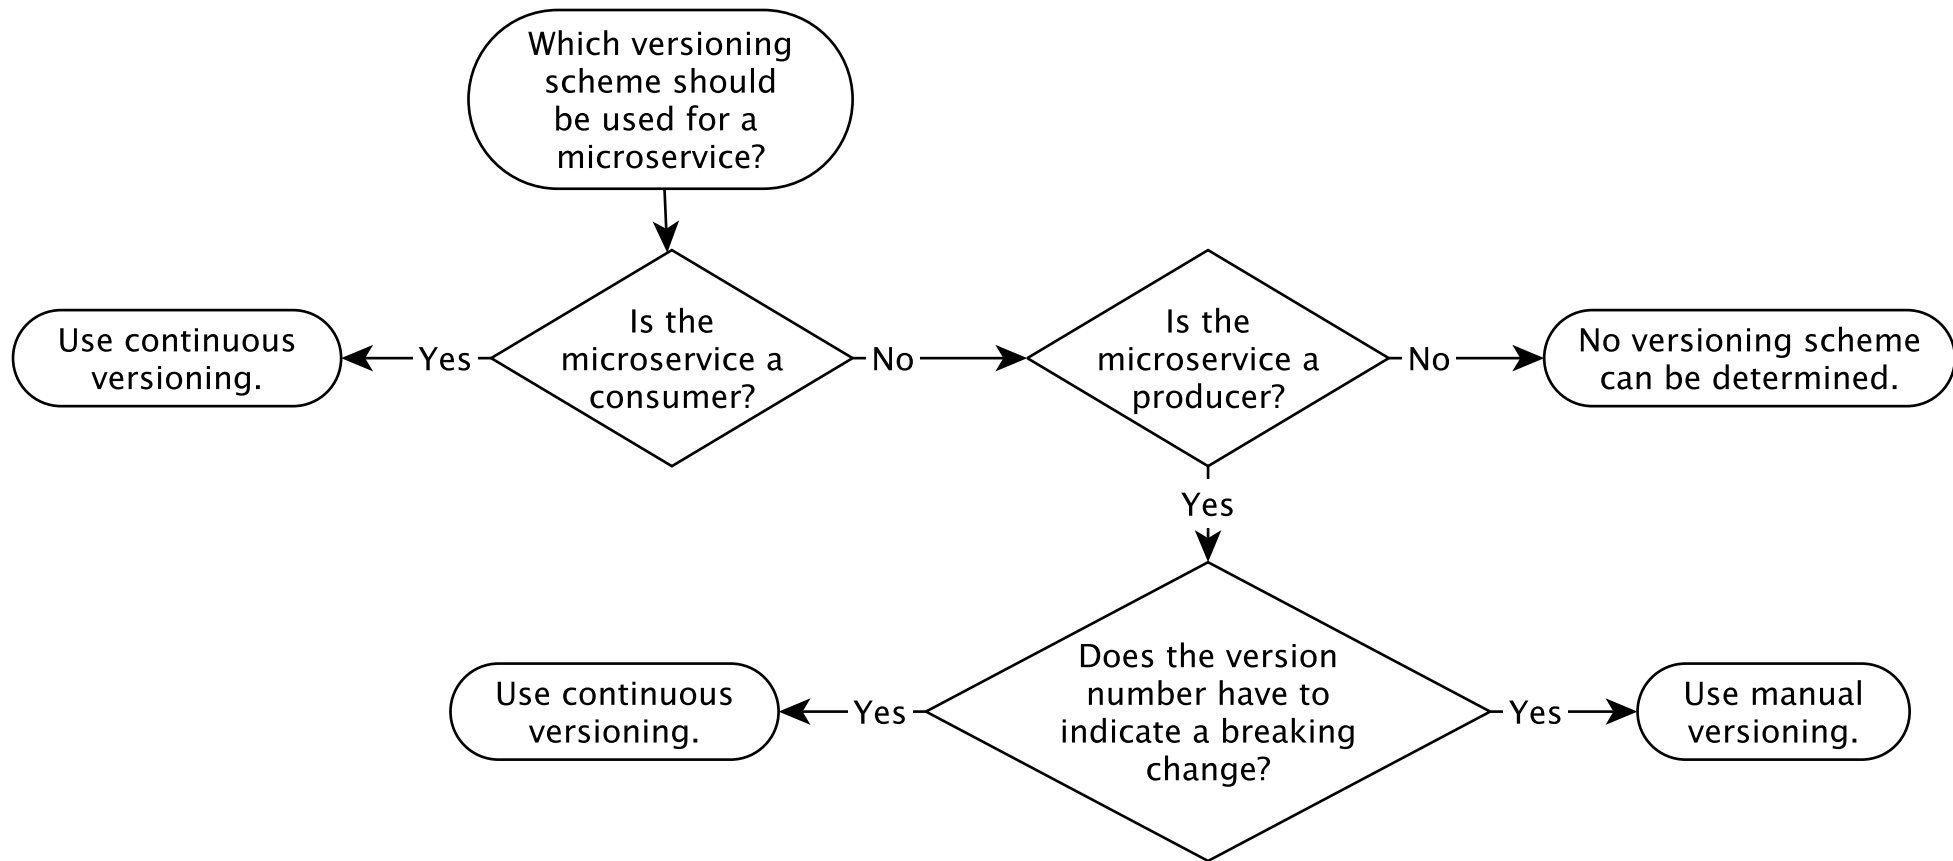 Which versioning
scheme should
be used for a
microservice?
Use continuous
versioning.
Yes
Is the
microservice a
consumer?
No
Is the
microservice a
producer?
No
No versioning scheme
can be determined.
Yes
Use continuous
versioning.
Yes
Does the version
number have to
indicate a breaking
change?
Yes
Use manual
versioning.